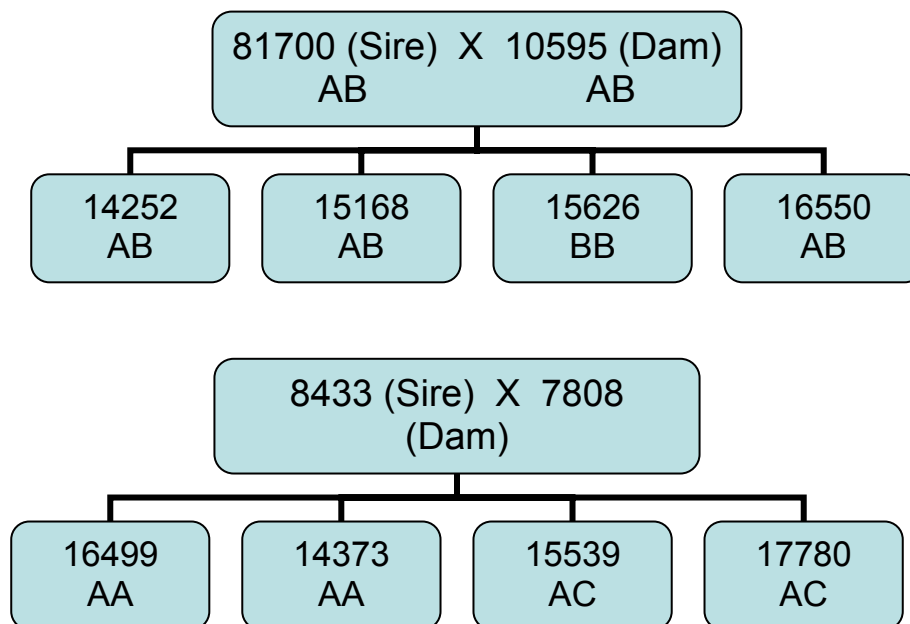 81700 (Sire) X 10595 (Dam)
AB AB
14252
AB
15168
AB
15626
BB
16550
AB
8433 (Sire) X 7808
(Dam)
16499
AA
14373
AA
15539
AC
17780
AC